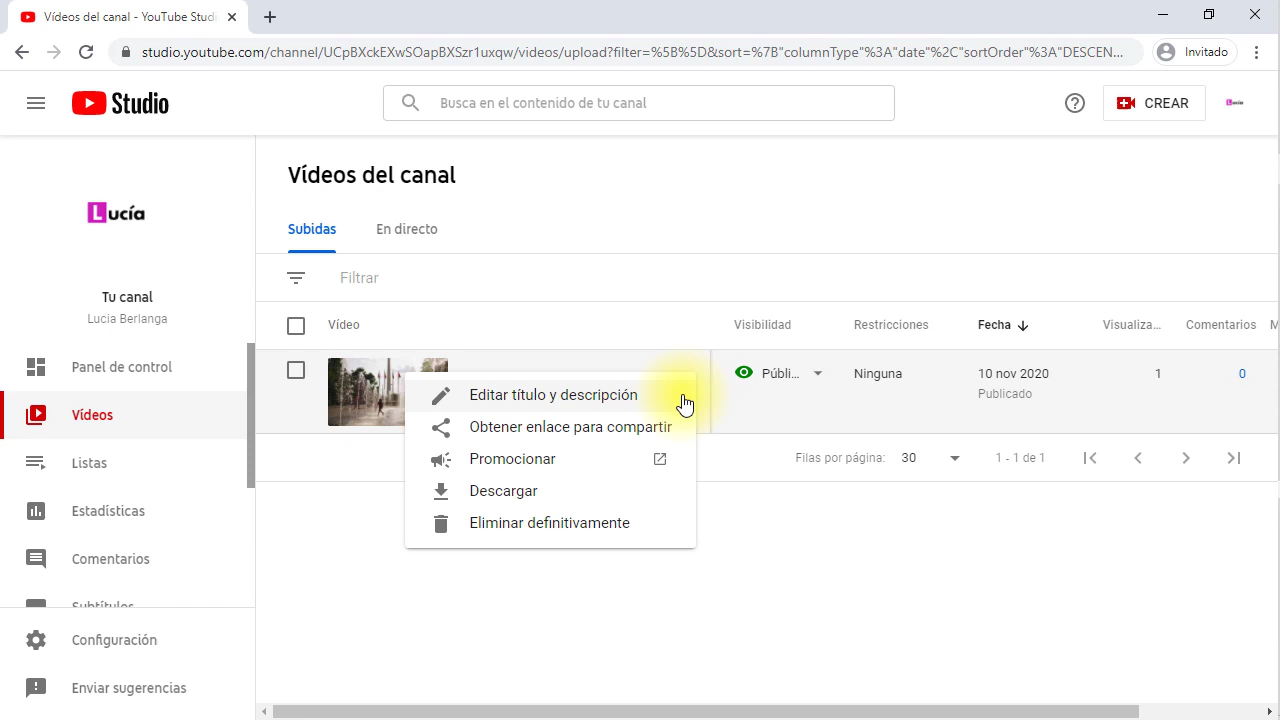 Vídeos del canal - YouTube Studi
Invitado
studio.youtube.com/channel/UCpBXckEXwSOapBXSzr1uxqw/videos/upload?filter=%5B%5D&sort=%7B"columnType"%3A"date"%2C"sortOrder"%3A"DESCEN...
Studio
Busca en el contenido de tu canal
CREAR
Lucía
Lucía
Tu canal
Lucia Berlanga
Panel de control
Vídeos
Listas
Estadísticas
Comentarios
Subtítulos
Configuración
Enviar sugerencias
Vídeos del canal
Subidas
En directo
Filtrar
Vídeo
Visibilidad
Restricciones
Fecha
Visualiza...
Comentarios
M
Públi...
Ninguna
10 nov 2020
Publicado
1
0
Editar título y descripción
Obtener enlace para compartir
Promocionar
Descargar
Eliminar definitivamente
Filas por página:
30
1 - 1 de 1